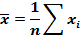 x̅ = 1/n ∑ xᵢ